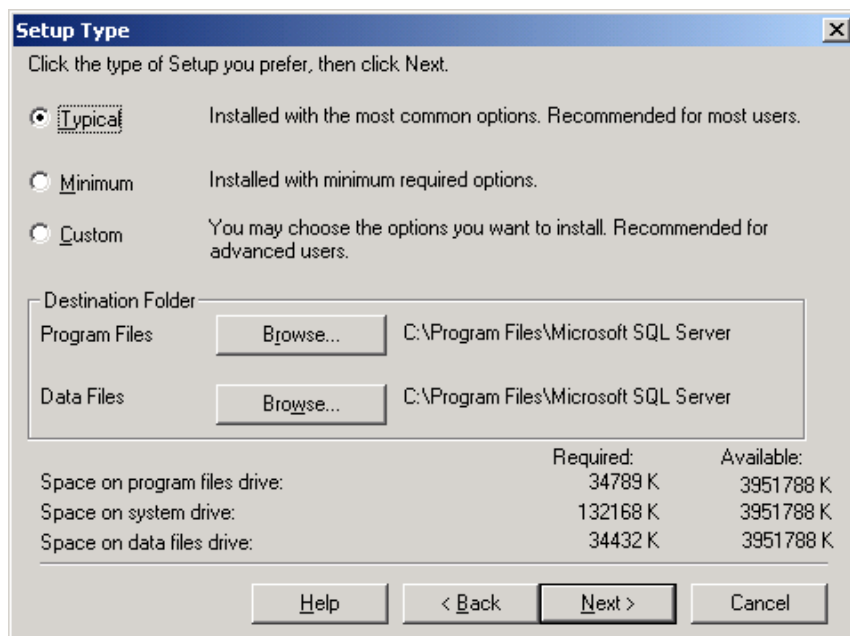 Setup Type
Click the type of Setup you prefer, then click Next.
Typical Installed with the most common options. Recommended for most users.
Minimum Installed with minimum required options.
Custom You may choose the options you want to install. Recommended for
advanced users.
Destination Folder
Program Files Browse... C:\Program Files\Microsoft SQL Server
Data Files Browse... C:\Program Files\Microsoft SQL Server
Required: Available:
Space on program files drive: 34789 K 3951788 K
Space on system drive: 132168 K 3951788 K
Space on data files drive: 34432 K 3951788 K
Help < Back Next > Cancel